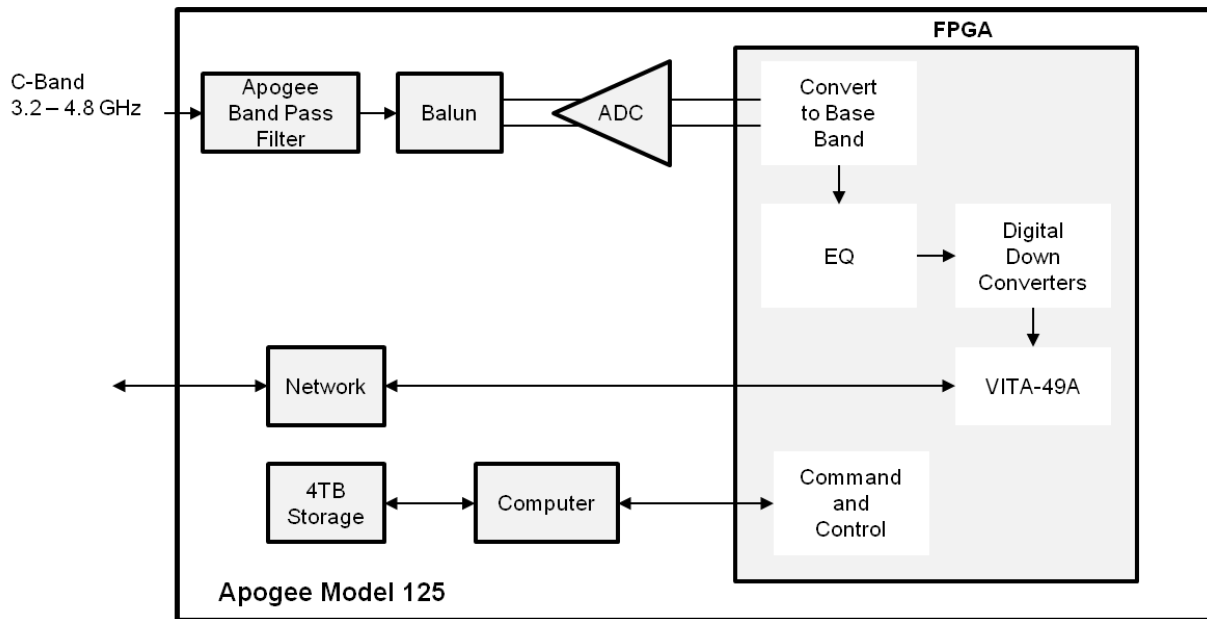 FPGA
C-Band
3.2 – 4.8 GHz
Apogee
Band Pass
Filter
Balun
ADC
Convert
to Base
Band
EQ
Digital
Down
Converters
Network
VITA-49A
4TB
Storage
Computer
Command
and
Control
Apogee Model 125